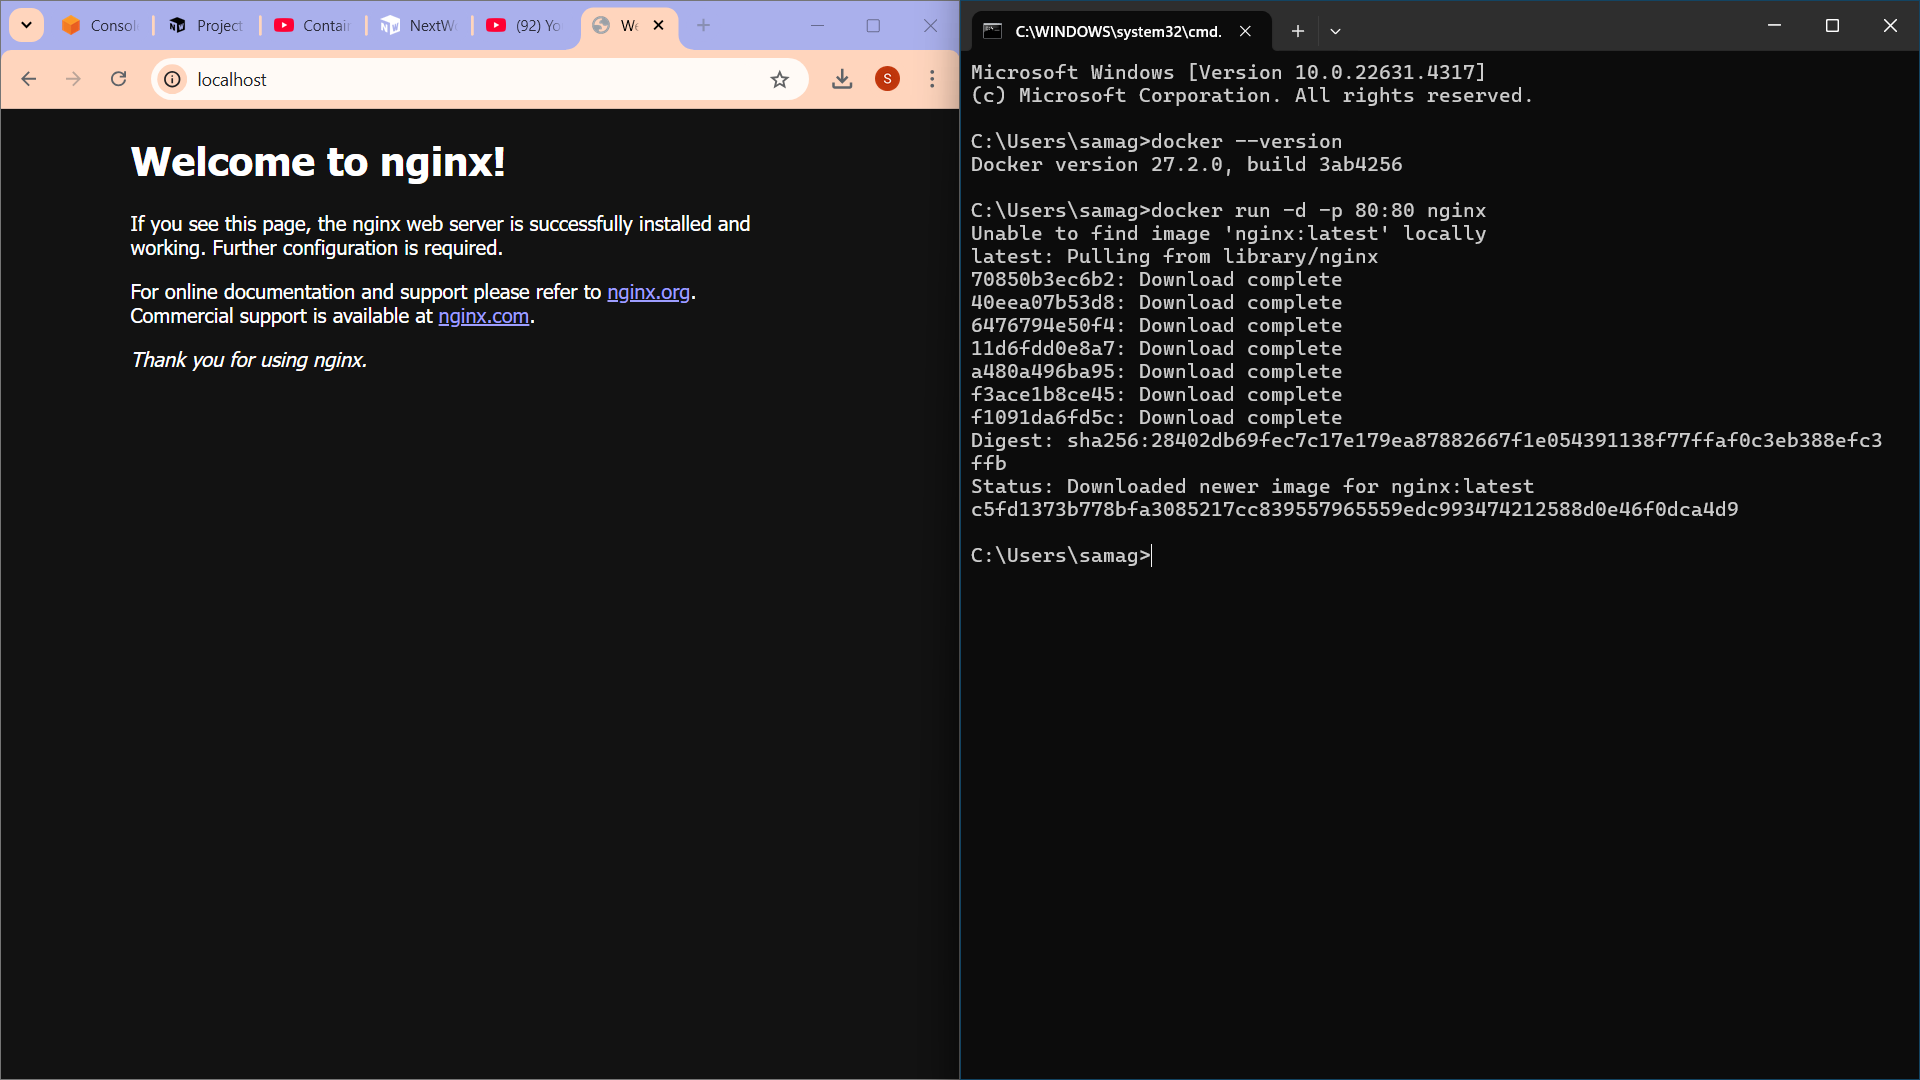 Consol
Project
Contain
NextWo
(92) Yo
We
localhost
S
Welcome to nginx!
If you see this page, the nginx web server is successfully installed and
working. Further configuration is required.
For online documentation and support please refer to nginx.org.
Commercial support is available at nginx.com.
Thank you for using nginx.
C:\WINDOWS\system32\cmd.
Microsoft Windows [Version 10.0.22631.4317]
(c) Microsoft Corporation. All rights reserved.
C:\Users\samag>docker --version
Docker version 27.2.0, build 3ab4256
C:\Users\samag>docker run -d -p 80:80 nginx
Unable to find image 'nginx:latest' locally
latest: Pulling from library/nginx
70850b3ec6b2: Download complete
40eea07b53d8: Download complete
6476794e50f4: Download complete
11d6fdd0e8a7: Download complete
a480a496ba95: Download complete
f3ace1b8ce45: Download complete
f1091da6fd5c: Download complete
Digest: sha256:28402db69fec7c17e179ea87882667f1e054391138f77ffaf0c3eb388efc3
ffb
Status: Downloaded newer image for nginx:latest
c5fd1373b778bfa3085217cc839557965559edc993474212588d0e46f0dca4d9
C:\Users\samag>